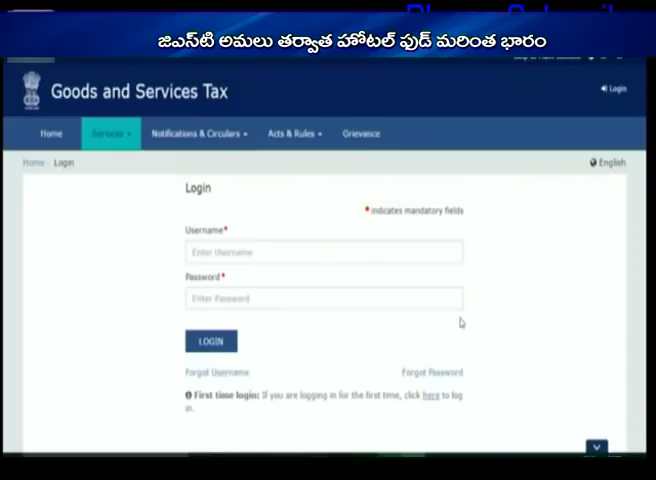 జిఎస్‌టి అమలు తర్వాత హోటల్ ఫుడ్ మరింత భారం
Goods and Services Tax
Login
Home Services Notifications & Circulars Acts & Rules Grievance
Home Login
English
Login
* indicates mandatory fields
Username*
Enter Username
Password*
Enter Password
LOGIN
Forgot Username Forgot Password
First time login: If you are logging in for the first time, click here to log
in.